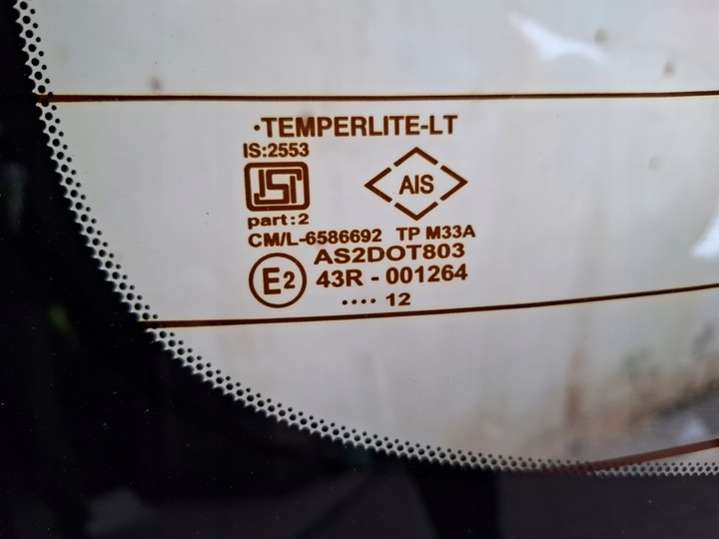 ·TEMPERLITE-LT
IS:2553
ISI
AIS
part:2
CM/L-6586692 TP M33A
AS2DOT803
E2
43R - 001264
.... 12